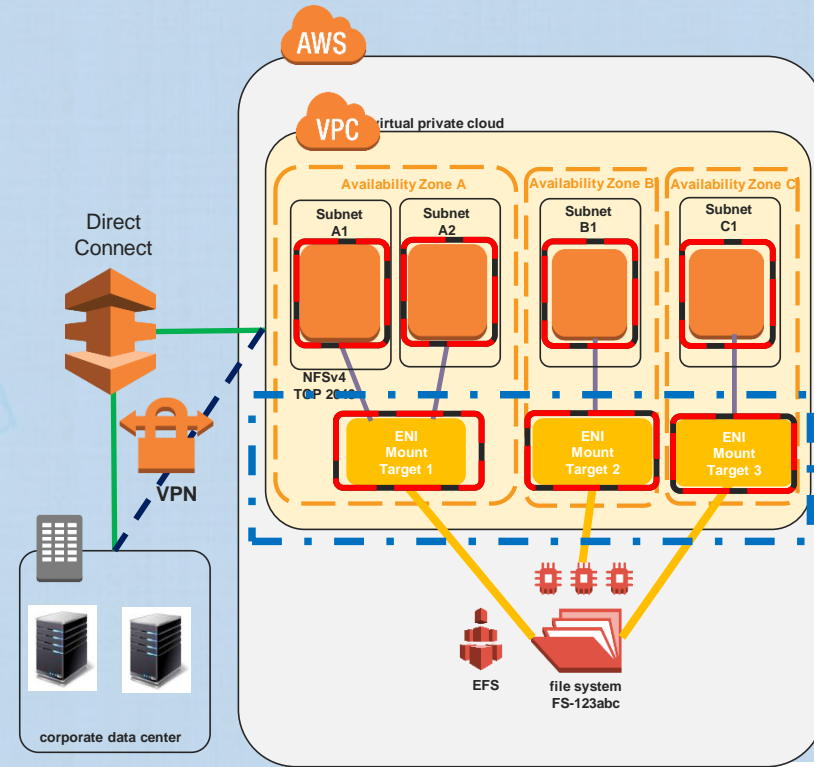 AWS
VPC
virtual private cloud
Availability Zone A
Availability Zone B
Availability Zone C
Subnet
A1
Subnet
A2
Subnet
B1
Subnet
C1
Direct
Connect
NFSv4
TCP 2049
ENI
Mount
Target 1
ENI
Mount
Target 2
ENI
Mount
Target 3
VPN
EFS
file system
FS-123abc
corporate data center